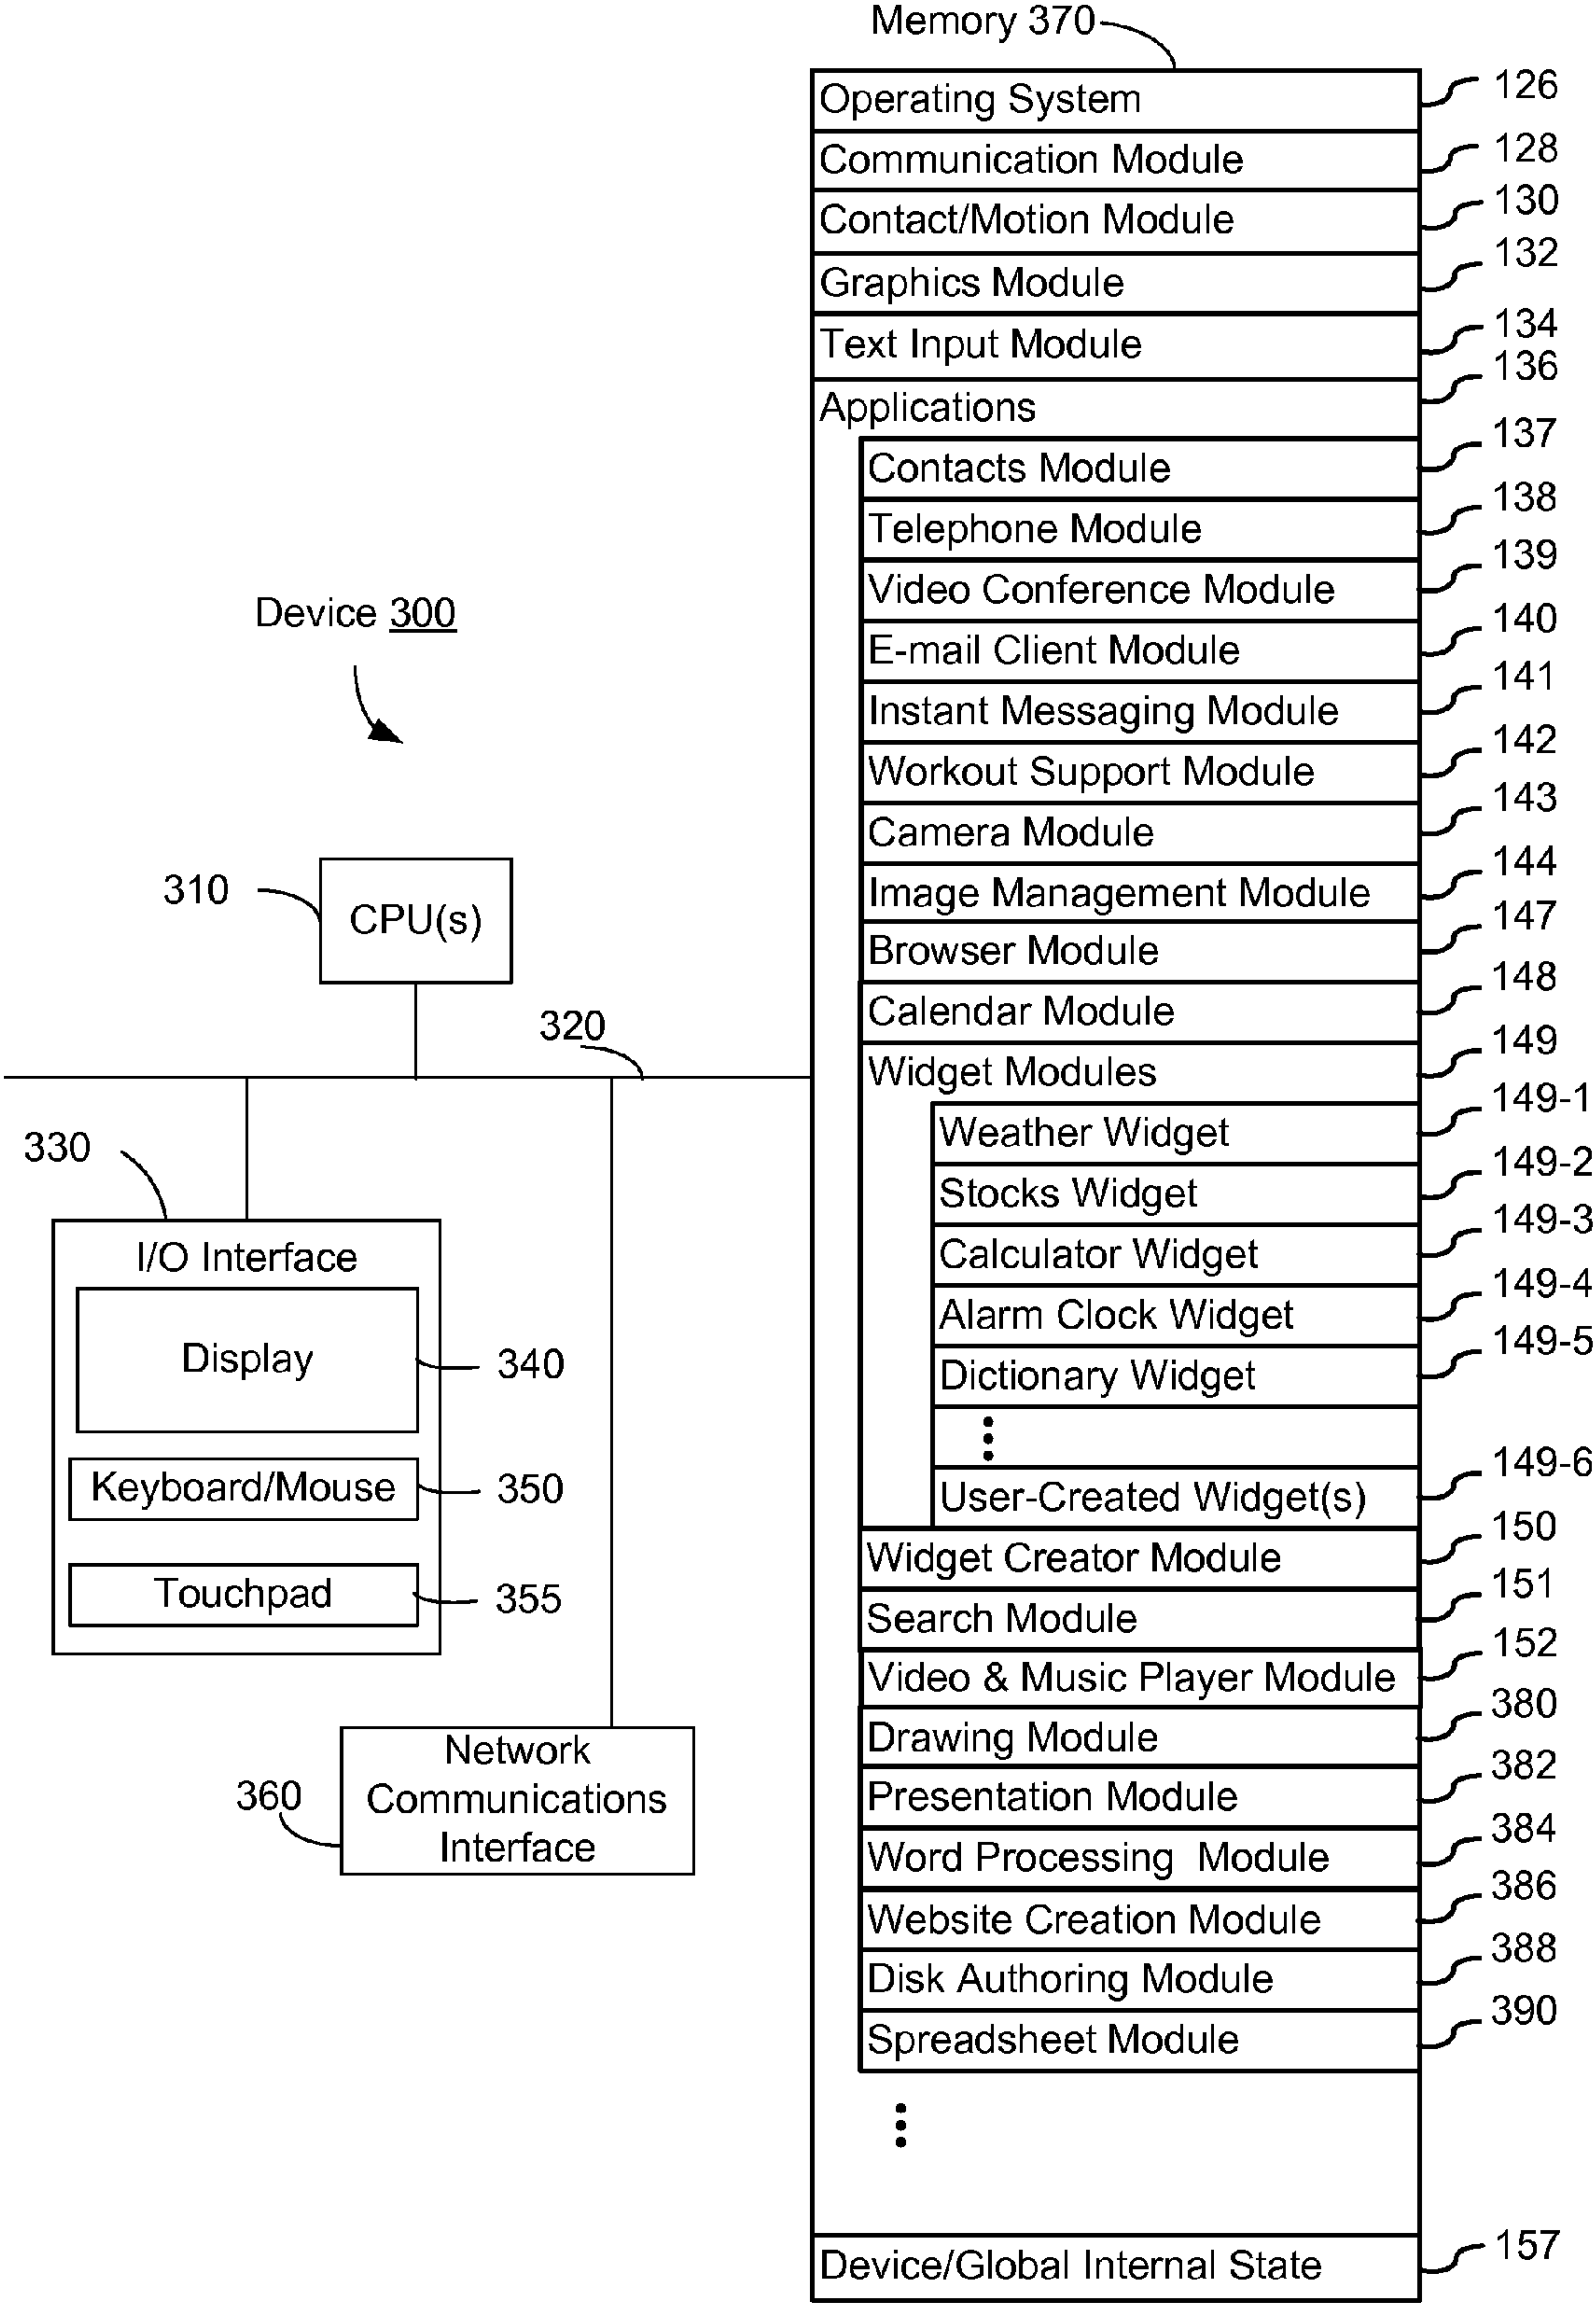 Memory 370
Operating System 126
Communication Module 128
Contact/Motion Module 130
Graphics Module 132
Text Input Module 134
Applications 136
Contacts Module 137
Telephone Module 138
Video Conference Module 139
E-mail Client Module 140
Instant Messaging Module 141
Workout Support Module 142
Camera Module 143
Image Management Module 144
Browser Module 147
Calendar Module 148
Widget Modules 149
Weather Widget 149-1
Stocks Widget 149-2
Calculator Widget 149-3
Alarm Clock Widget 149-4
Dictionary Widget 149-5
User-Created Widget(s) 149-6
Widget Creator Module 150
Search Module 151
Video & Music Player Module 152
Drawing Module 380
Presentation Module 382
Word Processing Module 384
Website Creation Module 386
Disk Authoring Module 388
Spreadsheet Module 390
Device/Global Internal State 157
Device 300
310 CPU(s)
320
330
I/O Interface
Display 340
Keyboard/Mouse 350
Touchpad 355
360
Network
Communications
Interface